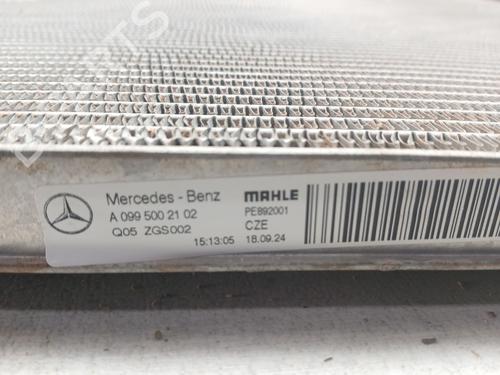 Mercedes-Benz
A 099 500 21 02
Q05 ZGS002
15:13:05
MAHLE
PE892001
CZE
18.09.24